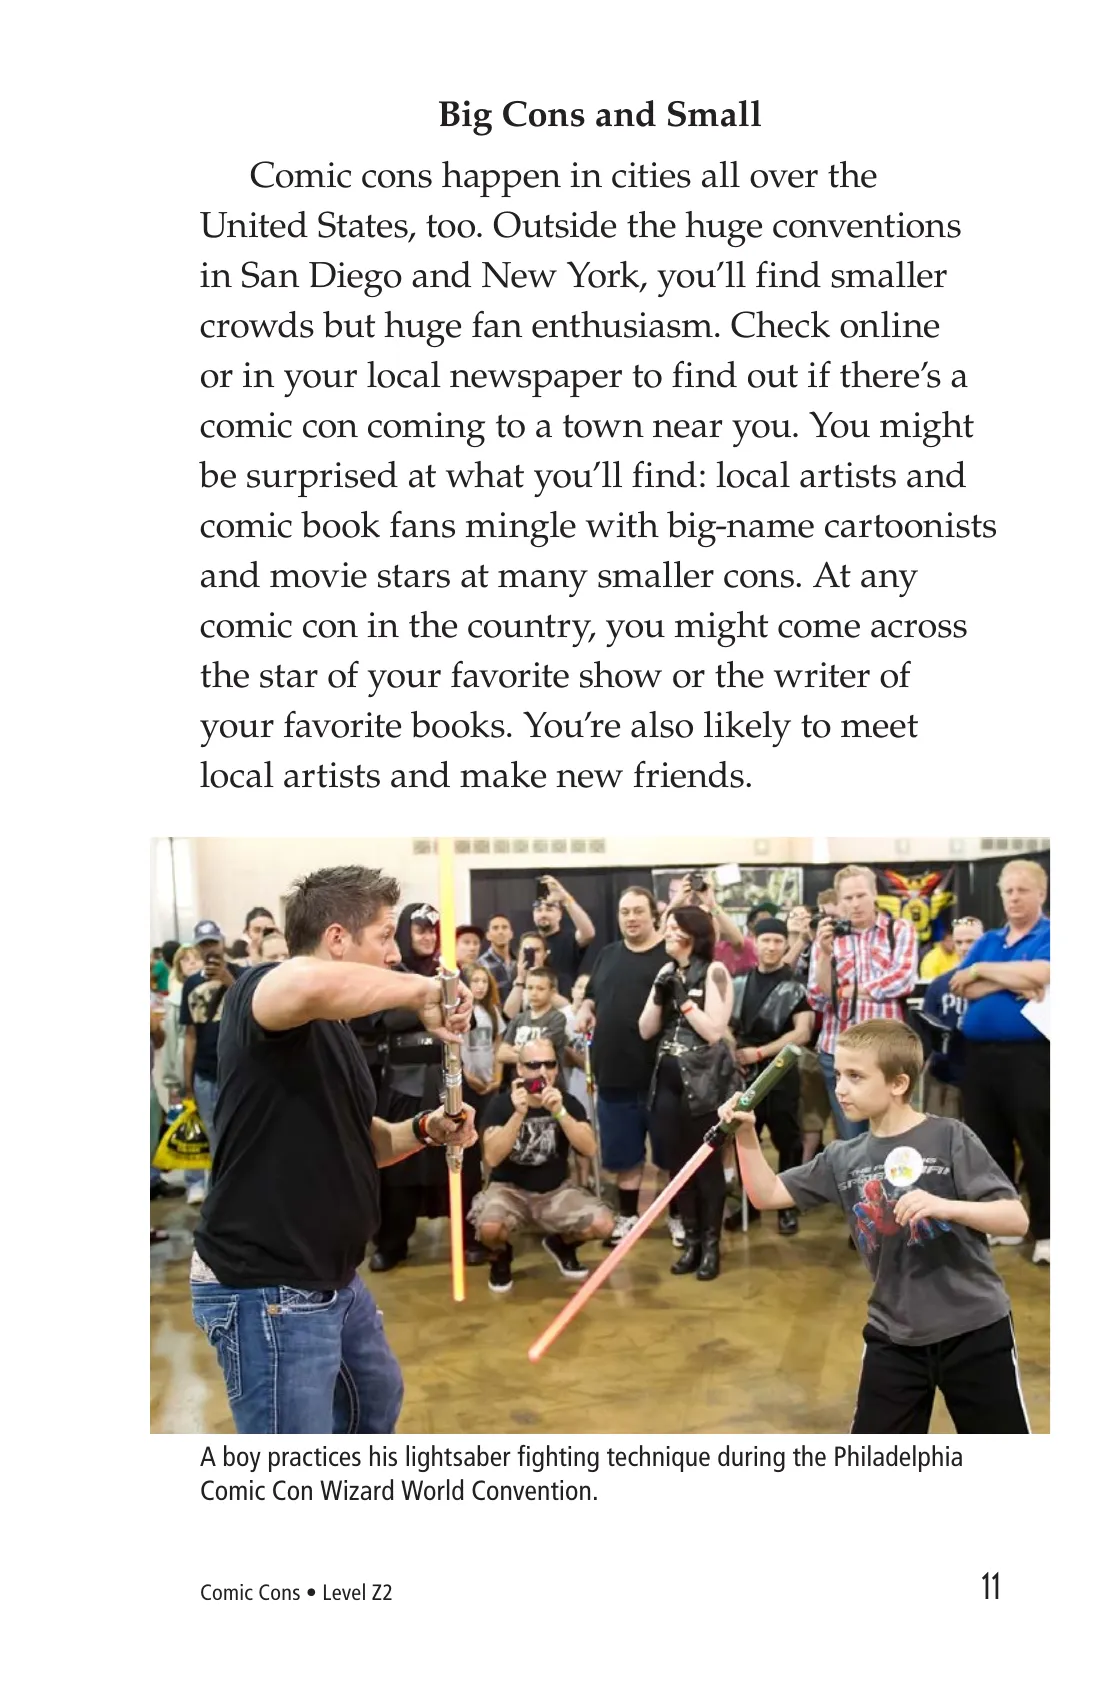 Big Cons and Small
Comic cons happen in cities all over the
United States, too. Outside the huge conventions
in San Diego and New York, you’ll find smaller
crowds but huge fan enthusiasm. Check online
or in your local newspaper to find out if there’s a
comic con coming to a town near you. You might
be surprised at what you’ll find: local artists and
comic book fans mingle with big-name cartoonists
and movie stars at many smaller cons. At any
comic con in the country, you might come across
the star of your favorite show or the writer of
your favorite books. You’re also likely to meet
local artists and make new friends.
A boy practices his lightsaber fighting technique during the Philadelphia
Comic Con Wizard World Convention.
Comic Cons • Level Z2
11